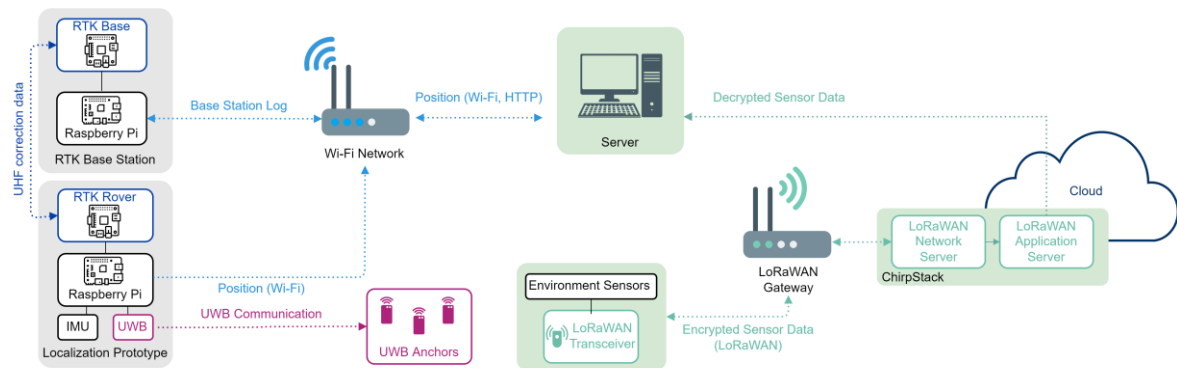 RTK Base
Raspberry Pi
RTK Base Station
UHF correction data
RTK Rover
Raspberry Pi
IMU
UWB
Localization Prototype
Base Station Log
Wi-Fi Network
Position (Wi-Fi, HTTP)
Position (Wi-Fi)
UWB Communication
UWB Anchors
Server
Decrypted Sensor Data
Cloud
LoRaWAN
Network
Server
LoRaWAN
Application
Server
ChirpStack
LoRaWAN
Gateway
Environment Sensors
LoRaWAN
Transceiver
Encrypted Sensor Data
(LoRaWAN)